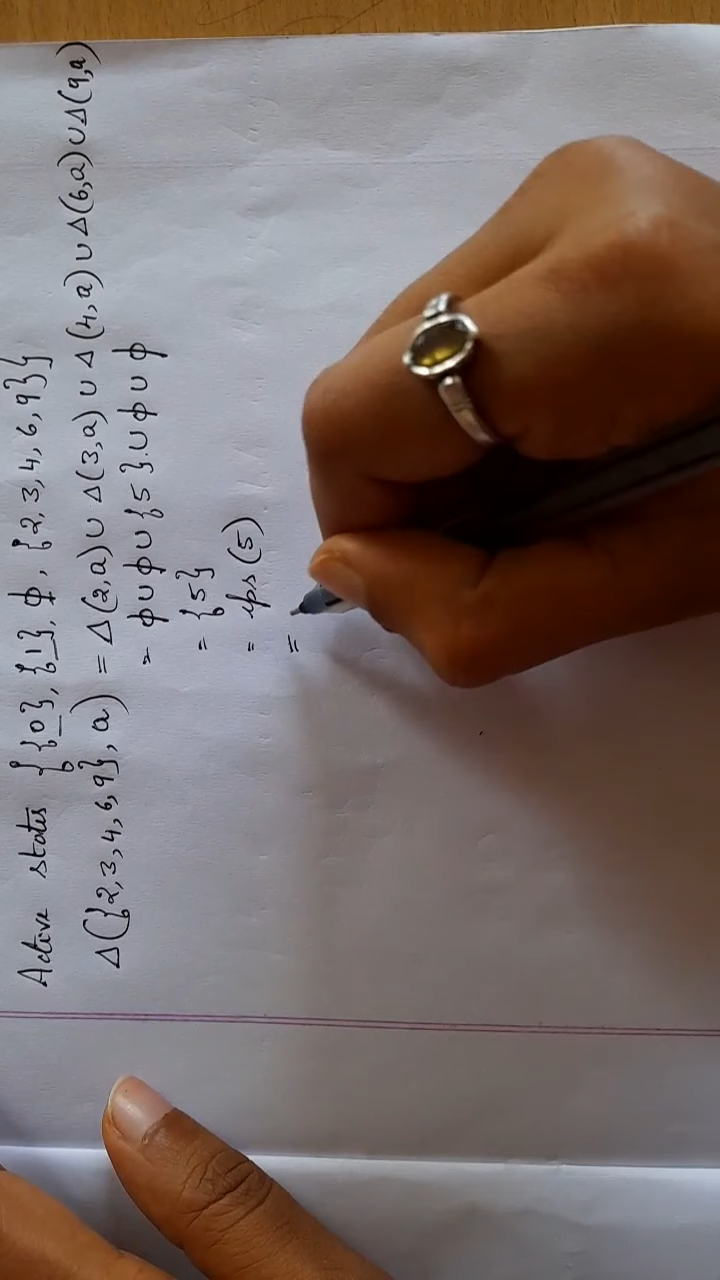 Active states {{0}, {1}, ϕ, {2,3,4,6,9}}
Δ({2,3,4,6,9}, a) = Δ(2,a) ∪ Δ(3,a) ∪ Δ(4,a) ∪ Δ(6,a) ∪ Δ(9,a)
= ϕ ∪ ϕ ∪ {5} ∪ ϕ ∪ ϕ
= {5}
= eps(5)
=